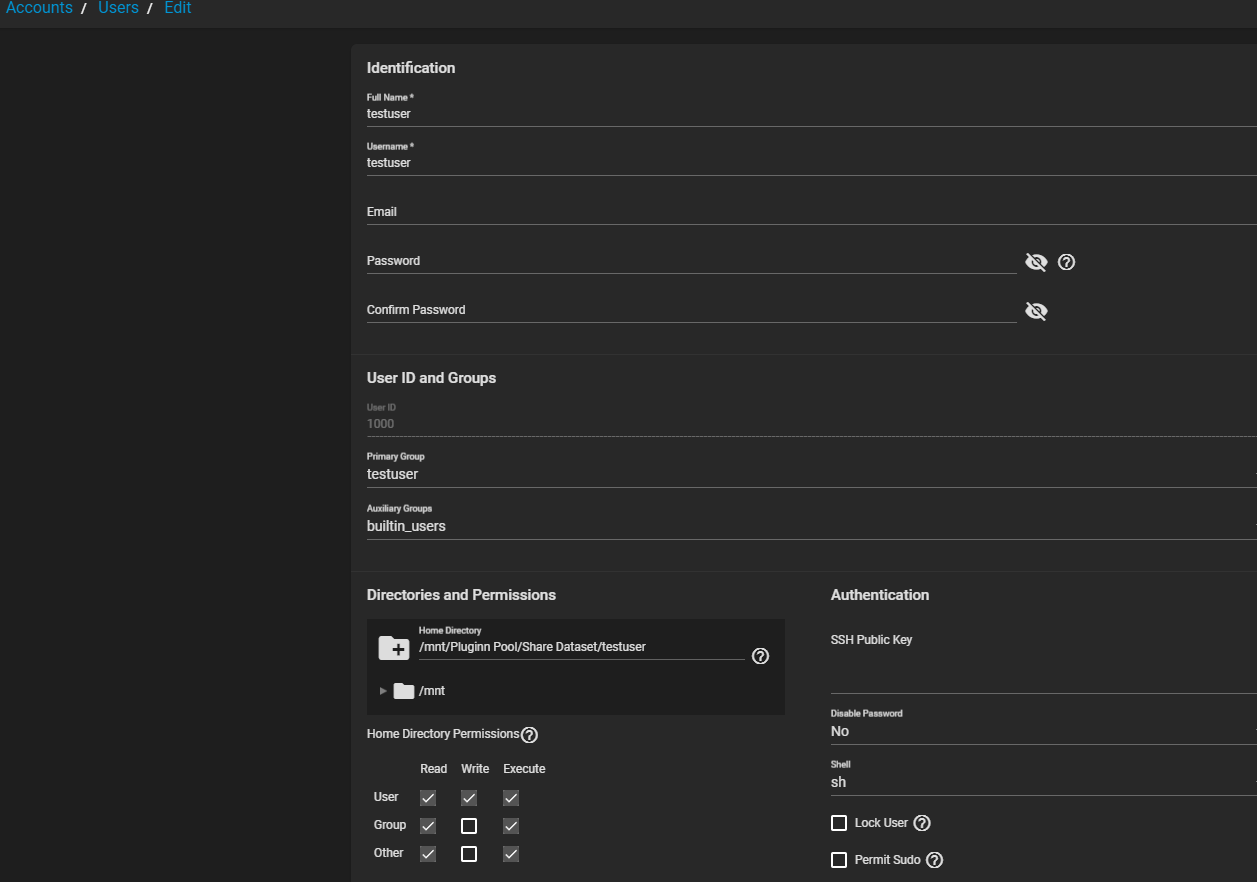 Accounts / Users / Edit
Identification
Full Name *
testuser
Username *
testuser
Email
Password
Confirm Password
User ID and Groups
User ID
1000
Primary Group
testuser
Auxiliary Groups
builtin_users
Directories and Permissions
Home Directory
/mnt/Pluginn Pool/Share Dataset/testuser
/mnt
Home Directory Permissions
Read Write Execute
User
Group
Other
Authentication
SSH Public Key
Disable Password
No
Shell
sh
Lock User
Permit Sudo